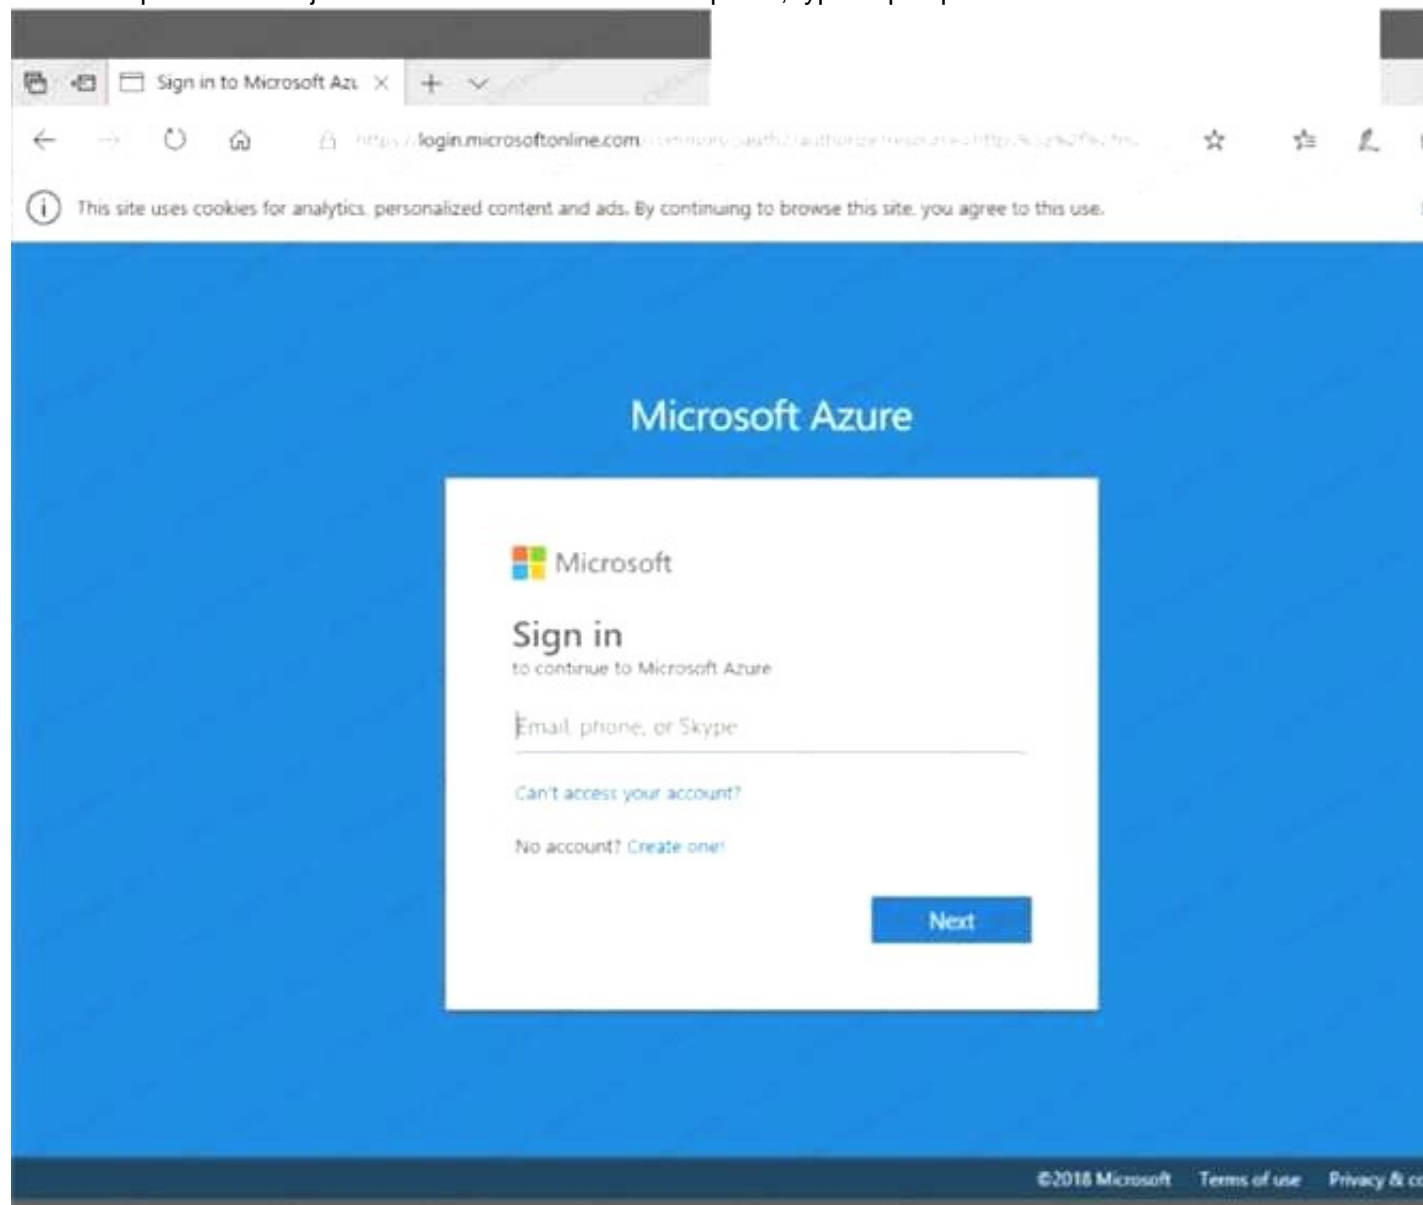 Sign in to Microsoft Azu
login.microsoftonline.com
This site uses cookies for analytics, personalized content and ads. By continuing to browse this site, you agree to this use.
Microsoft Azure
Microsoft
Sign in
to continue to Microsoft Azure
Email, phone, or Skype
Can't access your account?
No account? Create one!
Next
©2018 Microsoft Terms of use Privacy & co